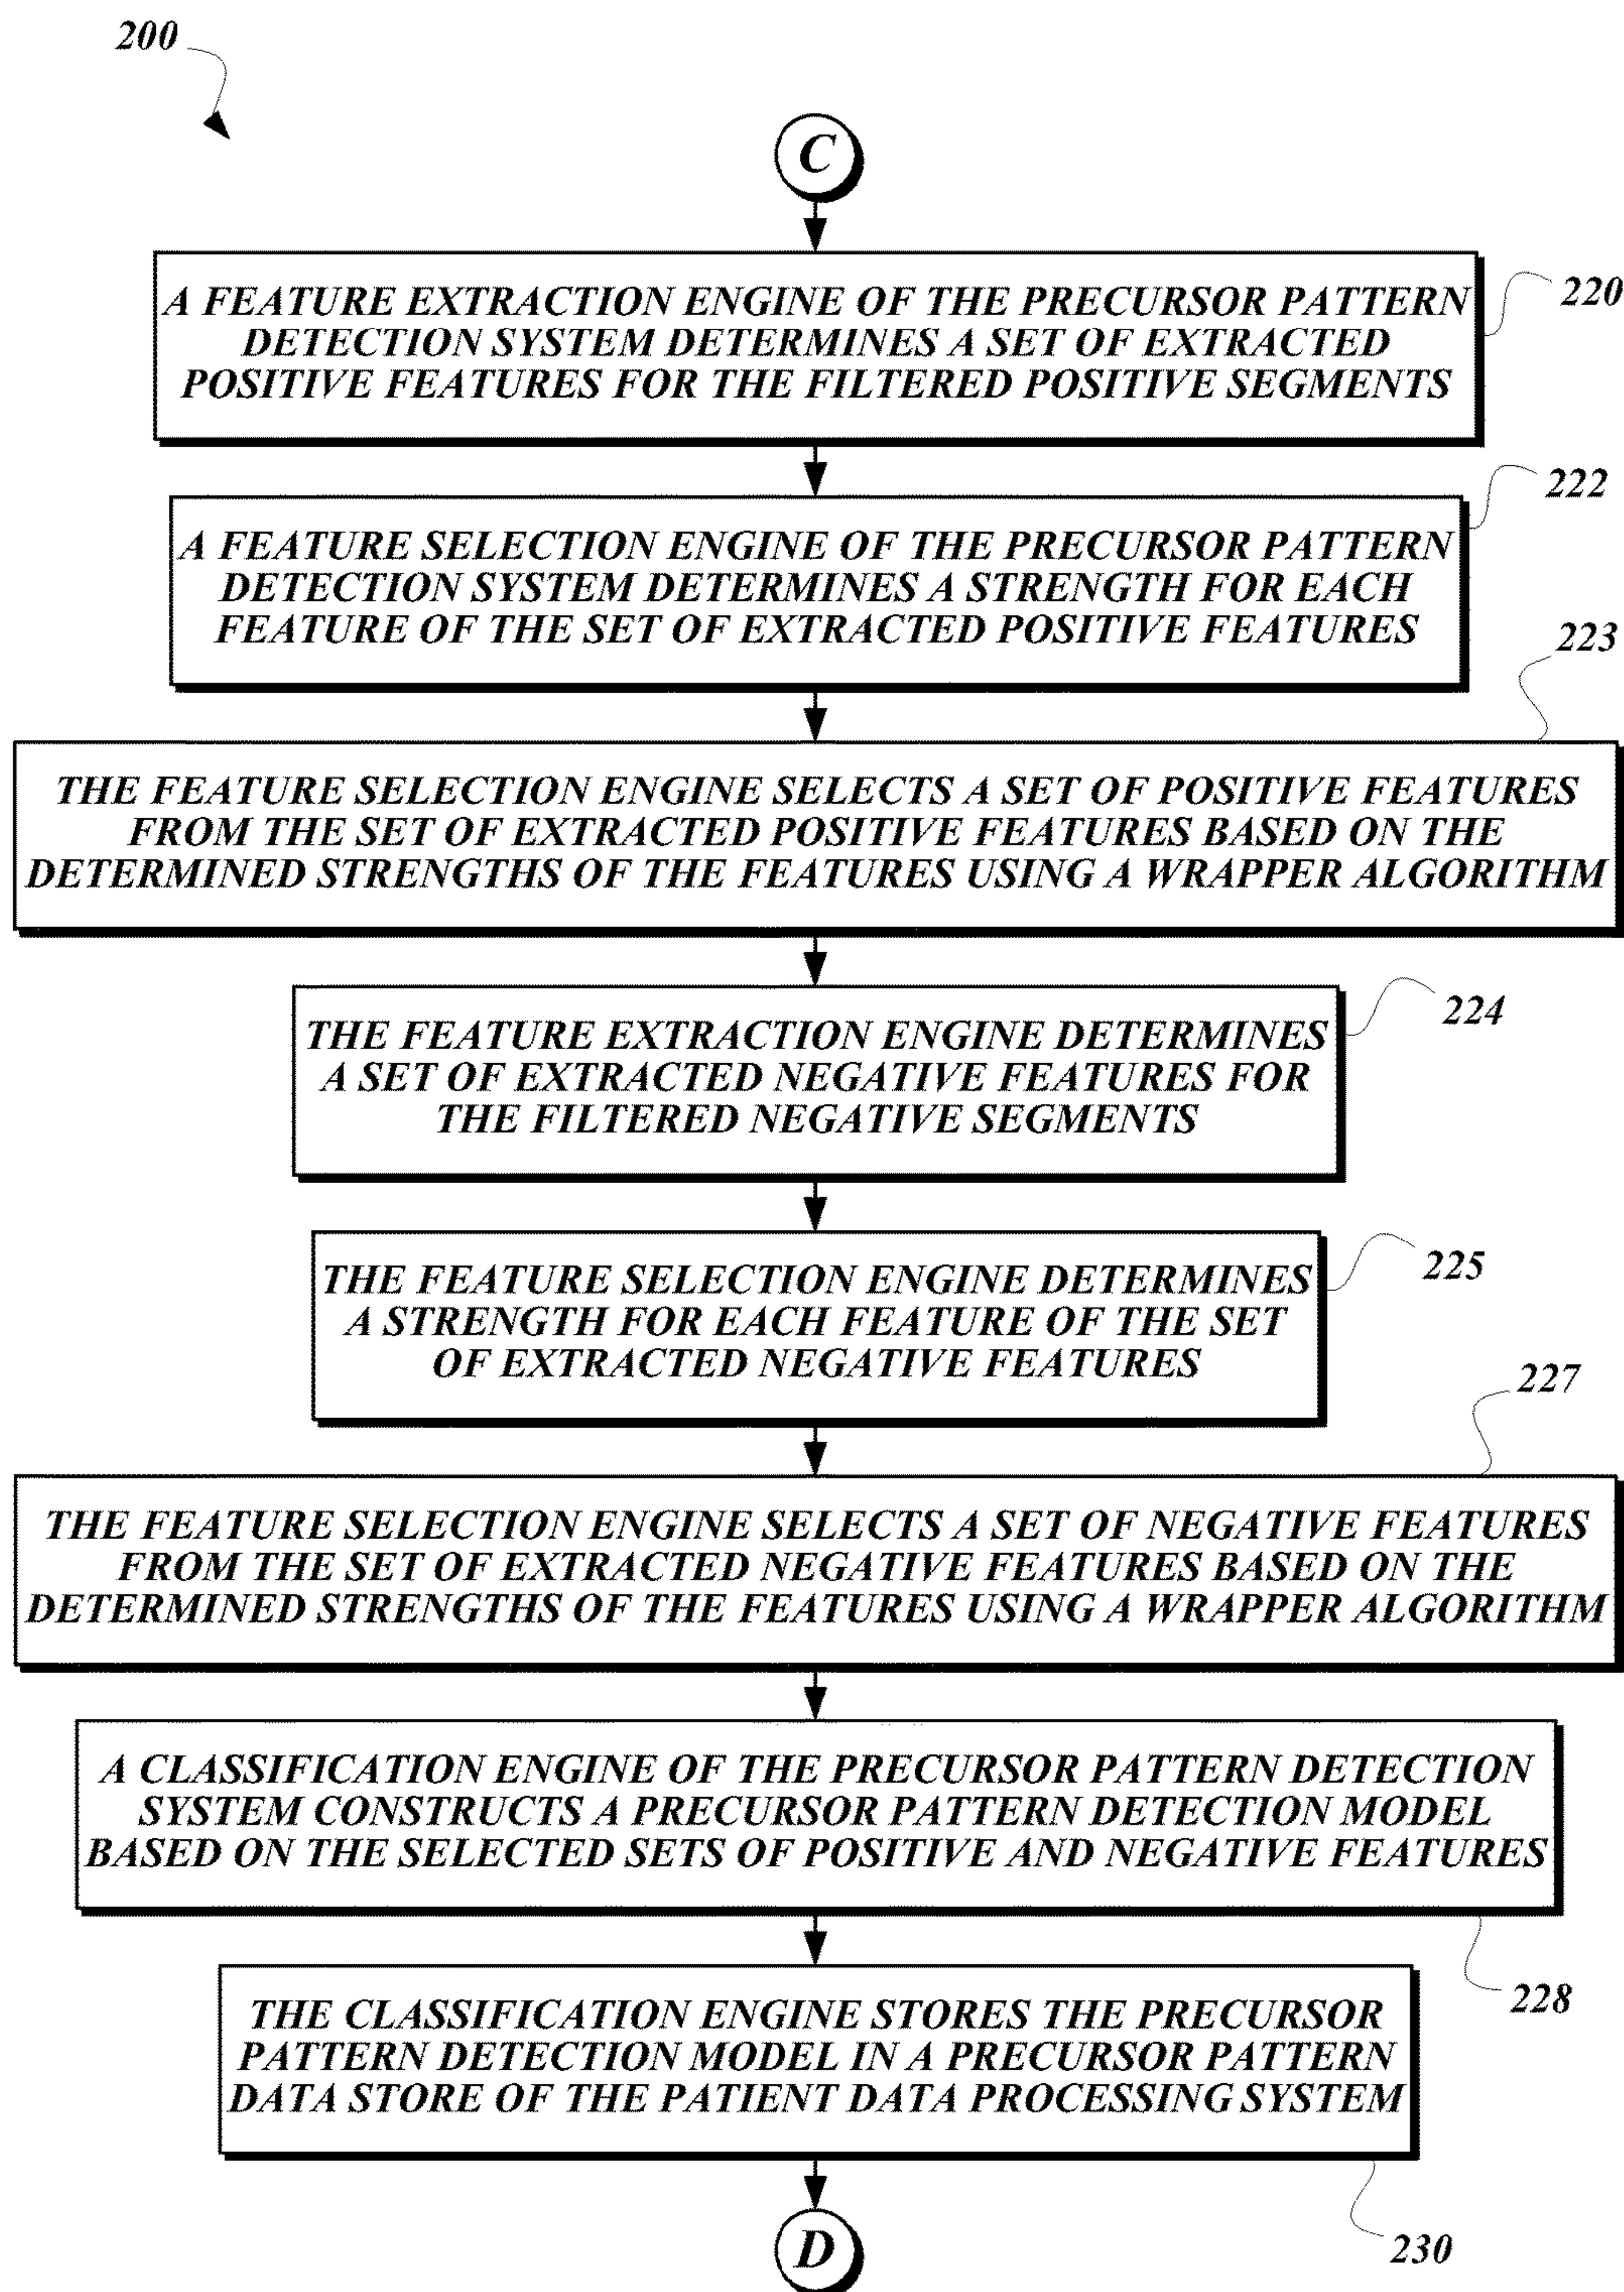 200
C
A FEATURE EXTRACTION ENGINE OF THE PRECURSOR PATTERN
DETECTION SYSTEM DETERMINES A SET OF EXTRACTED
POSITIVE FEATURES FOR THE FILTERED POSITIVE SEGMENTS
220
A FEATURE SELECTION ENGINE OF THE PRECURSOR PATTERN
DETECTION SYSTEM DETERMINES A STRENGTH FOR EACH
FEATURE OF THE SET OF EXTRACTED POSITIVE FEATURES
222
THE FEATURE SELECTION ENGINE SELECTS A SET OF POSITIVE FEATURES
FROM THE SET OF EXTRACTED POSITIVE FEATURES BASED ON THE
DETERMINED STRENGTHS OF THE FEATURES USING A WRAPPER ALGORITHM
223
THE FEATURE EXTRACTION ENGINE DETERMINES
A SET OF EXTRACTED NEGATIVE FEATURES FOR
THE FILTERED NEGATIVE SEGMENTS
224
THE FEATURE SELECTION ENGINE DETERMINES
A STRENGTH FOR EACH FEATURE OF THE SET
OF EXTRACTED NEGATIVE FEATURES
225
THE FEATURE SELECTION ENGINE SELECTS A SET OF NEGATIVE FEATURES
FROM THE SET OF EXTRACTED NEGATIVE FEATURES BASED ON THE
DETERMINED STRENGTHS OF THE FEATURES USING A WRAPPER ALGORITHM
227
A CLASSIFICATION ENGINE OF THE PRECURSOR PATTERN DETECTION
SYSTEM CONSTRUCTS A PRECURSOR PATTERN DETECTION MODEL
BASED ON THE SELECTED SETS OF POSITIVE AND NEGATIVE FEATURES
228
THE CLASSIFICATION ENGINE STORES THE PRECURSOR
PATTERN DETECTION MODEL IN A PRECURSOR PATTERN
DATA STORE OF THE PATIENT DATA PROCESSING SYSTEM
230
D